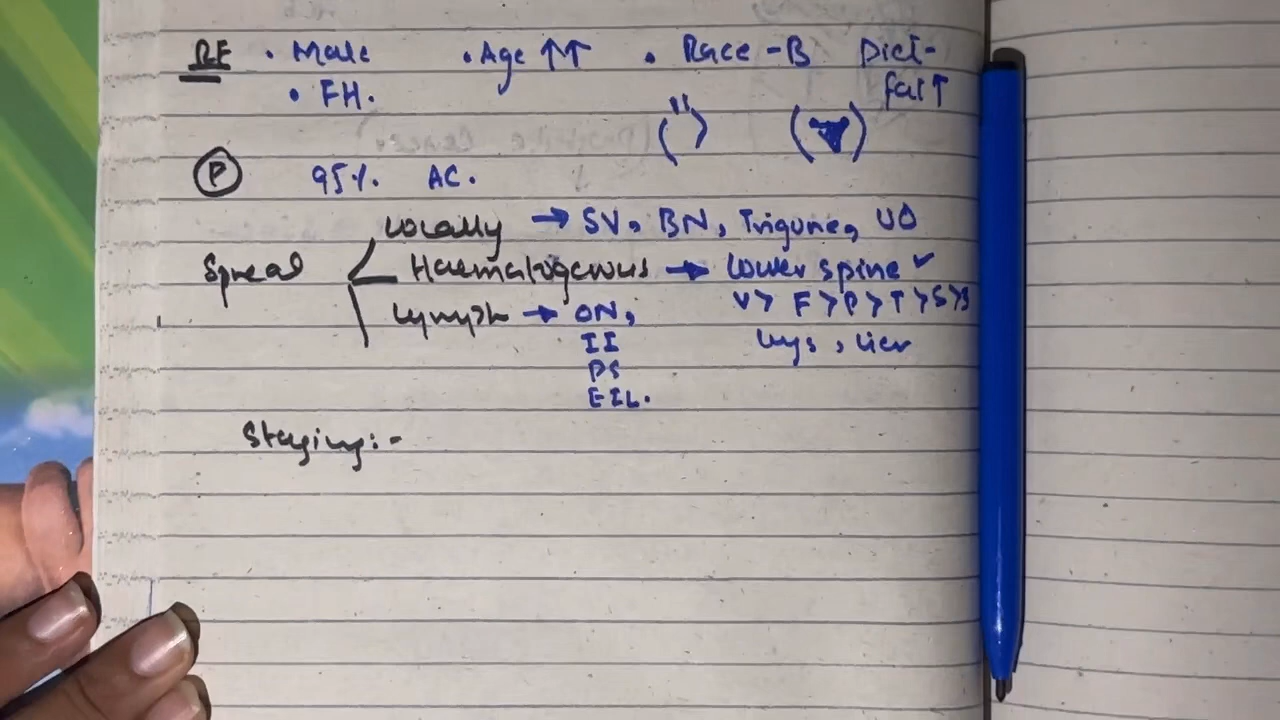 RF • Male • Age ↑↑ • Race - B Diet -
• FH. fat ↑
P 95%. AC.
Locally → SV, BN, Trigone, UO
Spread Haematogenous → lower spine ✓
Lymph → ON, V > F > P > T > S > S
II lungs, liver
PS
EIL.
Staging:-